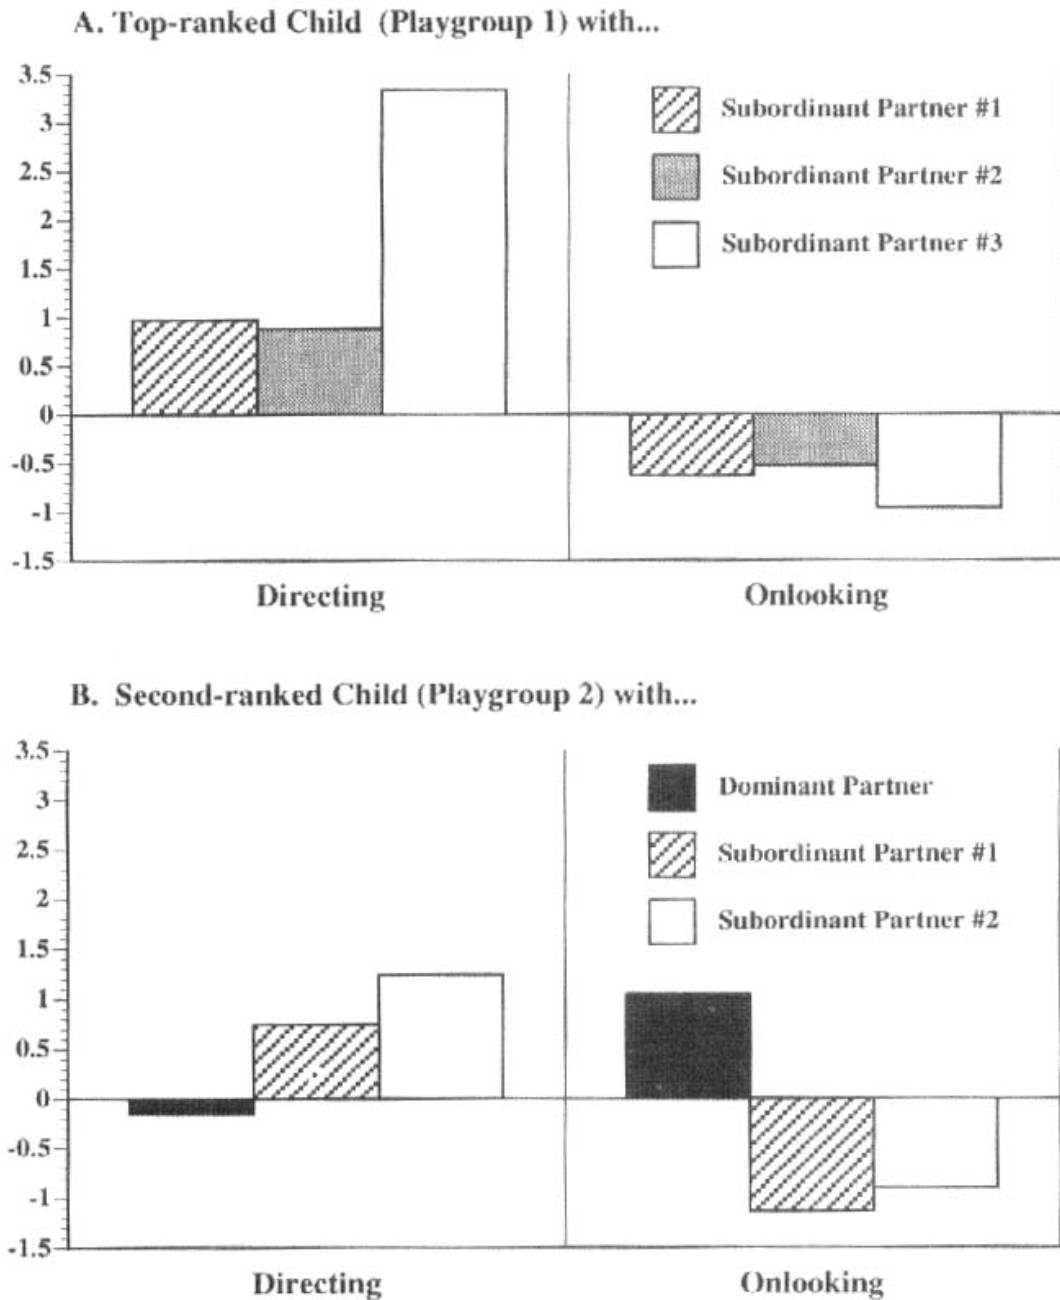 A. Top-ranked Child (Playgroup 1) with...
3.5
3
2.5
2
1.5
1
0.5
0
-0.5
-1
-1.5
Subordinant Partner #1
Subordinant Partner #2
Subordinant Partner #3
Directing
Onlooking
B. Second-ranked Child (Playgroup 2) with...
3.5
3
2.5
2
1.5
1
0.5
0
-0.5
-1
-1.5
Dominant Partner
Subordinant Partner #1
Subordinant Partner #2
Directing
Onlooking